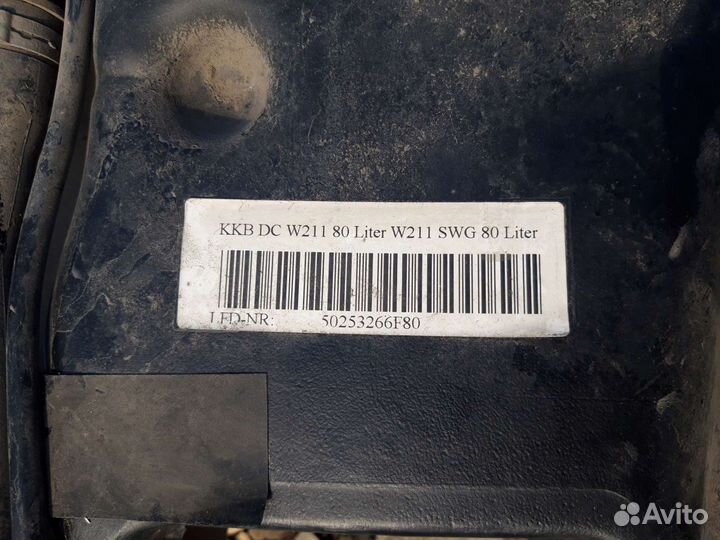 KKB DC W211 80 Liter W211 SWG 80 Liter
LFD-NR: 50253266F80
Avito